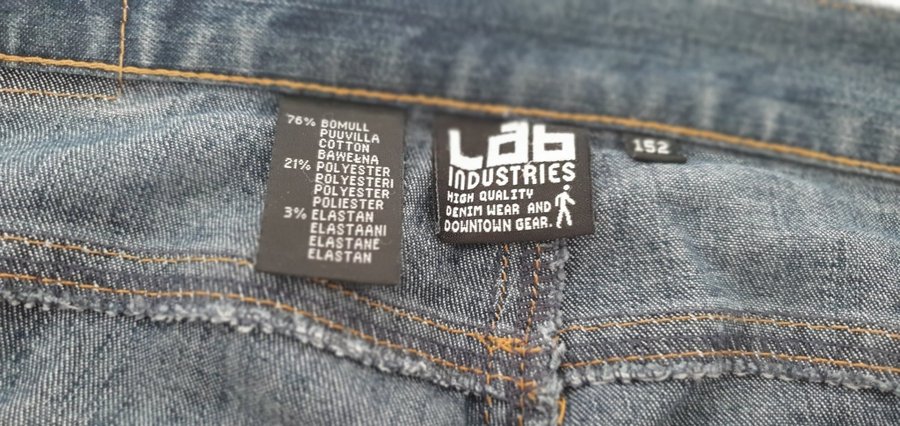 76% BOMULL
PUUVILLA
COTTON
BAWEŁNA
21% POLYESTER
POLYESTERI
POLYESTER
POLIESTER
3% ELASTAN
ELASTAANI
ELASTANE
ELASTAN
Lab
INDUSTRIES
HIGH QUALITY
DENIM WEAR AND
DOWNTOWN GEAR.
152